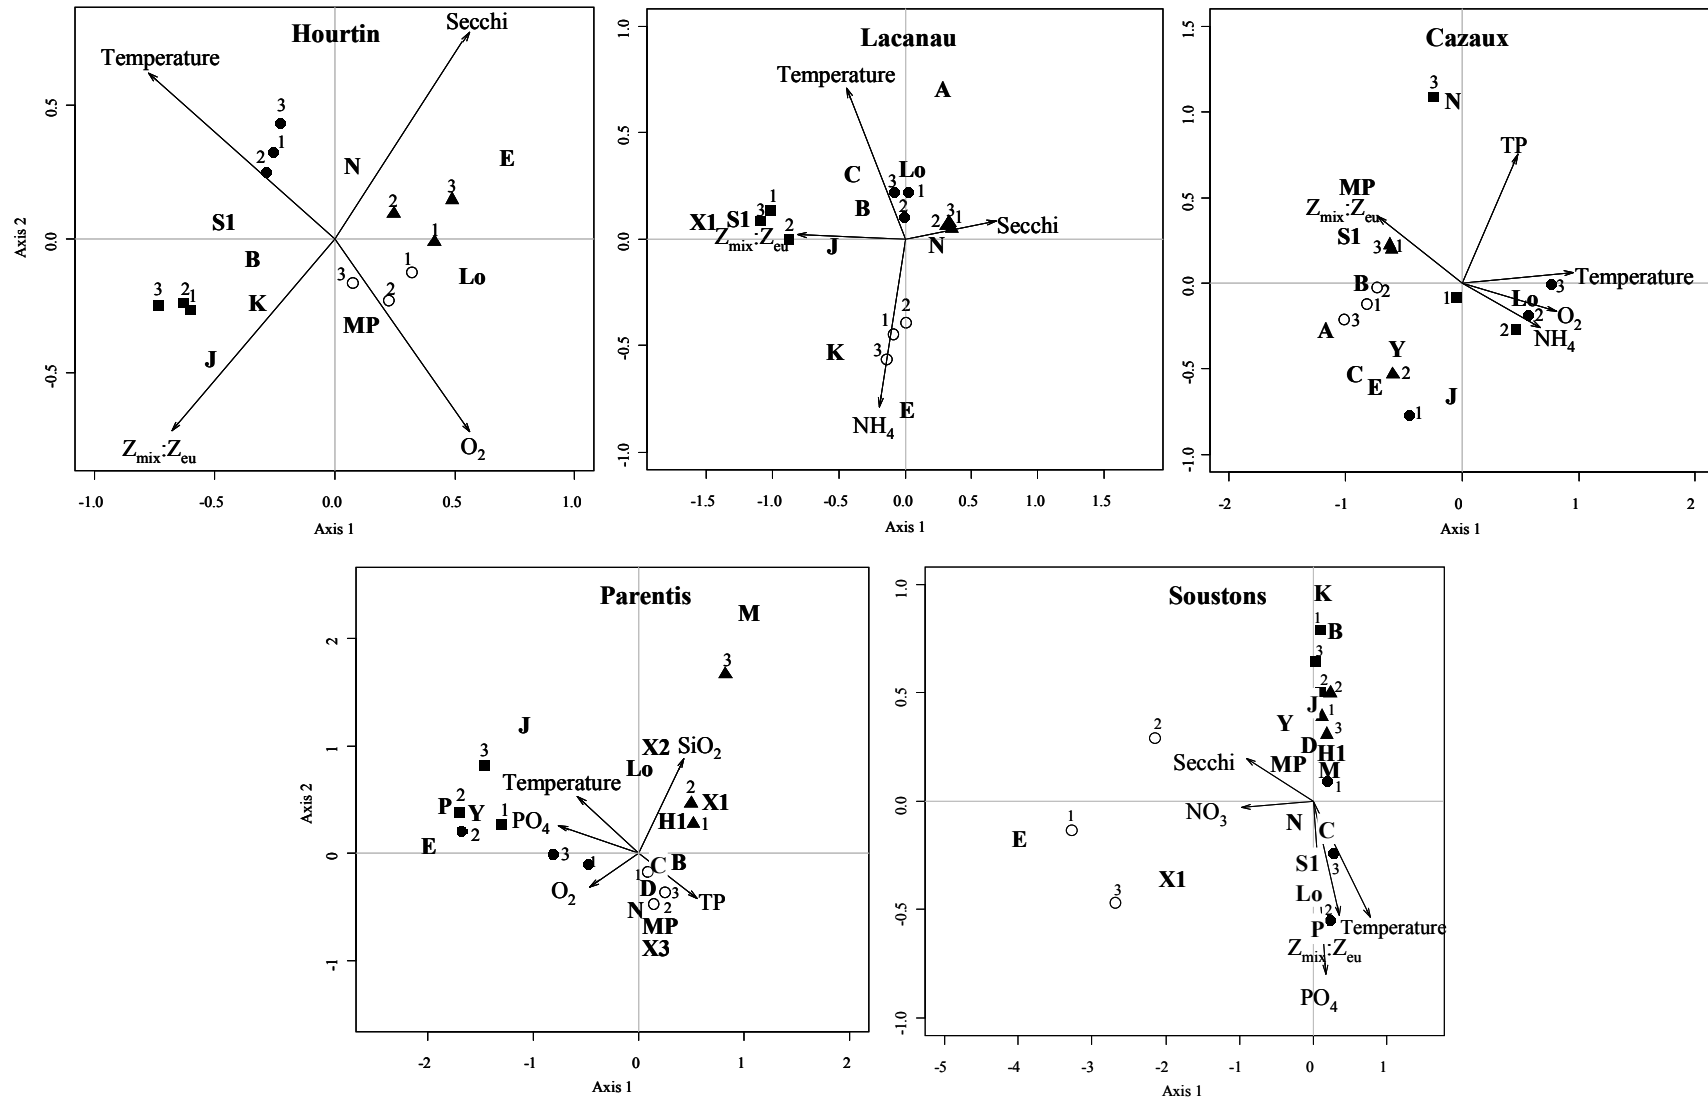 Hourtin
Secchi
Temperature
3
1
2
N
E
3
2
1
S1
B
Lo
1
3
2
3
2
1
K
MP
J
Zmix:Zeu
O2
0.5
0.0
-0.5
Axis 2
-1.0
-0.5
0.0
0.5
1.0
Axis 1
Lacanau
Temperature
A
C
Lo
3
1
B
2
2
3
1
Secchi
X1
S1
3
1
2
Zmix:Zeu
J
N
2
1
3
K
E
NH4
1.0
0.5
0.0
-0.5
-1.0
-1.5
-1.0
-0.5
0.0
0.5
1.0
1.5
Axis 1
Cazaux
3
N
TP
MP
Zmix:Zeu
S1
3
1
Temperature
B
2
1
Lo
3
1
3
2
O2
A
2
NH4
Y
C
E
2
J
1
1.5
1.0
0.5
0.0
-0.5
-1.0
-2
-1
0
1
2
Axis 1
Parentis
M
3
J
X2
SiO2
3
Lo
Temperature
2
P
Y
1
PO4
2
X1
H1
1
2
E
3
1
C
B
1
D
3
O2
TP
N
2
MP
X3
2
1
0
-1
Axis 2
-2
-1
0
1
2
Axis 1
Soustons
K
1
B
3
2
2
J
1
Y
2
3
D
H1
Secchi
MP
M
1
NO3
N
C
1
E
S1
3
X1
3
Lo
2
P
Temperature
Zmix:Zeu
PO4
1.0
0.5
0.0
-0.5
-1.0
-5
-4
-3
-2
-1
0
1
Axis 1